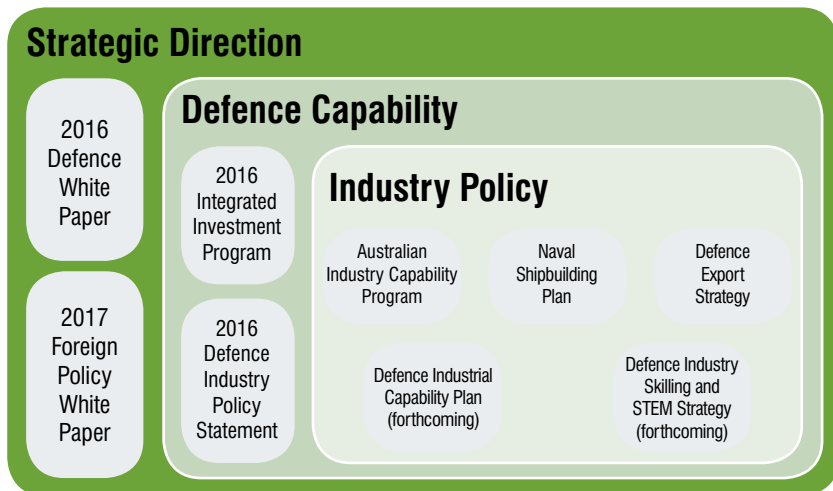 Strategic Direction
2016
Defence
White
Paper
2017
Foreign
Policy
White
Paper
Defence Capability
2016
Integrated
Investment
Program
2016
Defence
Industry
Policy
Statement
Industry Policy
Australian
Industry Capability
Program
Naval
Shipbuilding
Plan
Defence
Export
Strategy
Defence Industrial
Capability Plan
(forthcoming)
Defence Industry
Skilling and
STEM Strategy
(forthcoming)